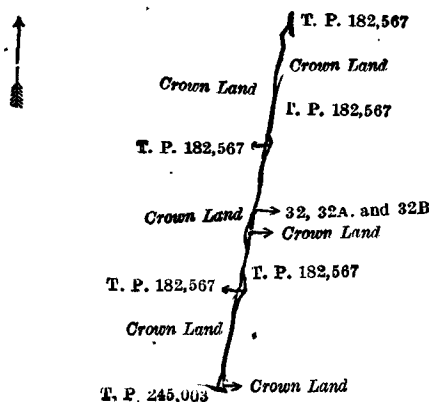 T. P. 182,567
Crown Land
Crown Land
T. P. 182,567
T. P. 182,567
Crown Land
32, 32A. and 32B
Crown Land
T. P. 182,567
T. P. 182,567
Crown Land
Crown Land
T. P. 245,003